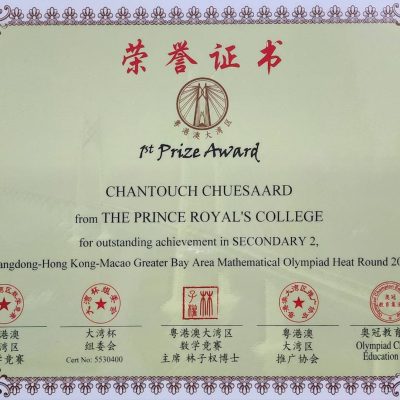 荣誉证书
粤港澳大湾区
1st Prize Award
CHANTOUCH CHUESAARD
from THE PRINCE ROYAL'S COLLEGE
for outstanding achievement in SECONDARY 2,
angdong-Hong Kong-Macao Greater Bay Area Mathematical Olympiad Heat Round 20
粤港澳 大湾杯 粤港澳大湾区 粤港澳 奥冠教育
湾区 组委会 数学竞赛 大湾区 Olympiad C
竞赛 Cert No: 5530400 主席 林子权博士 推广协会 Education